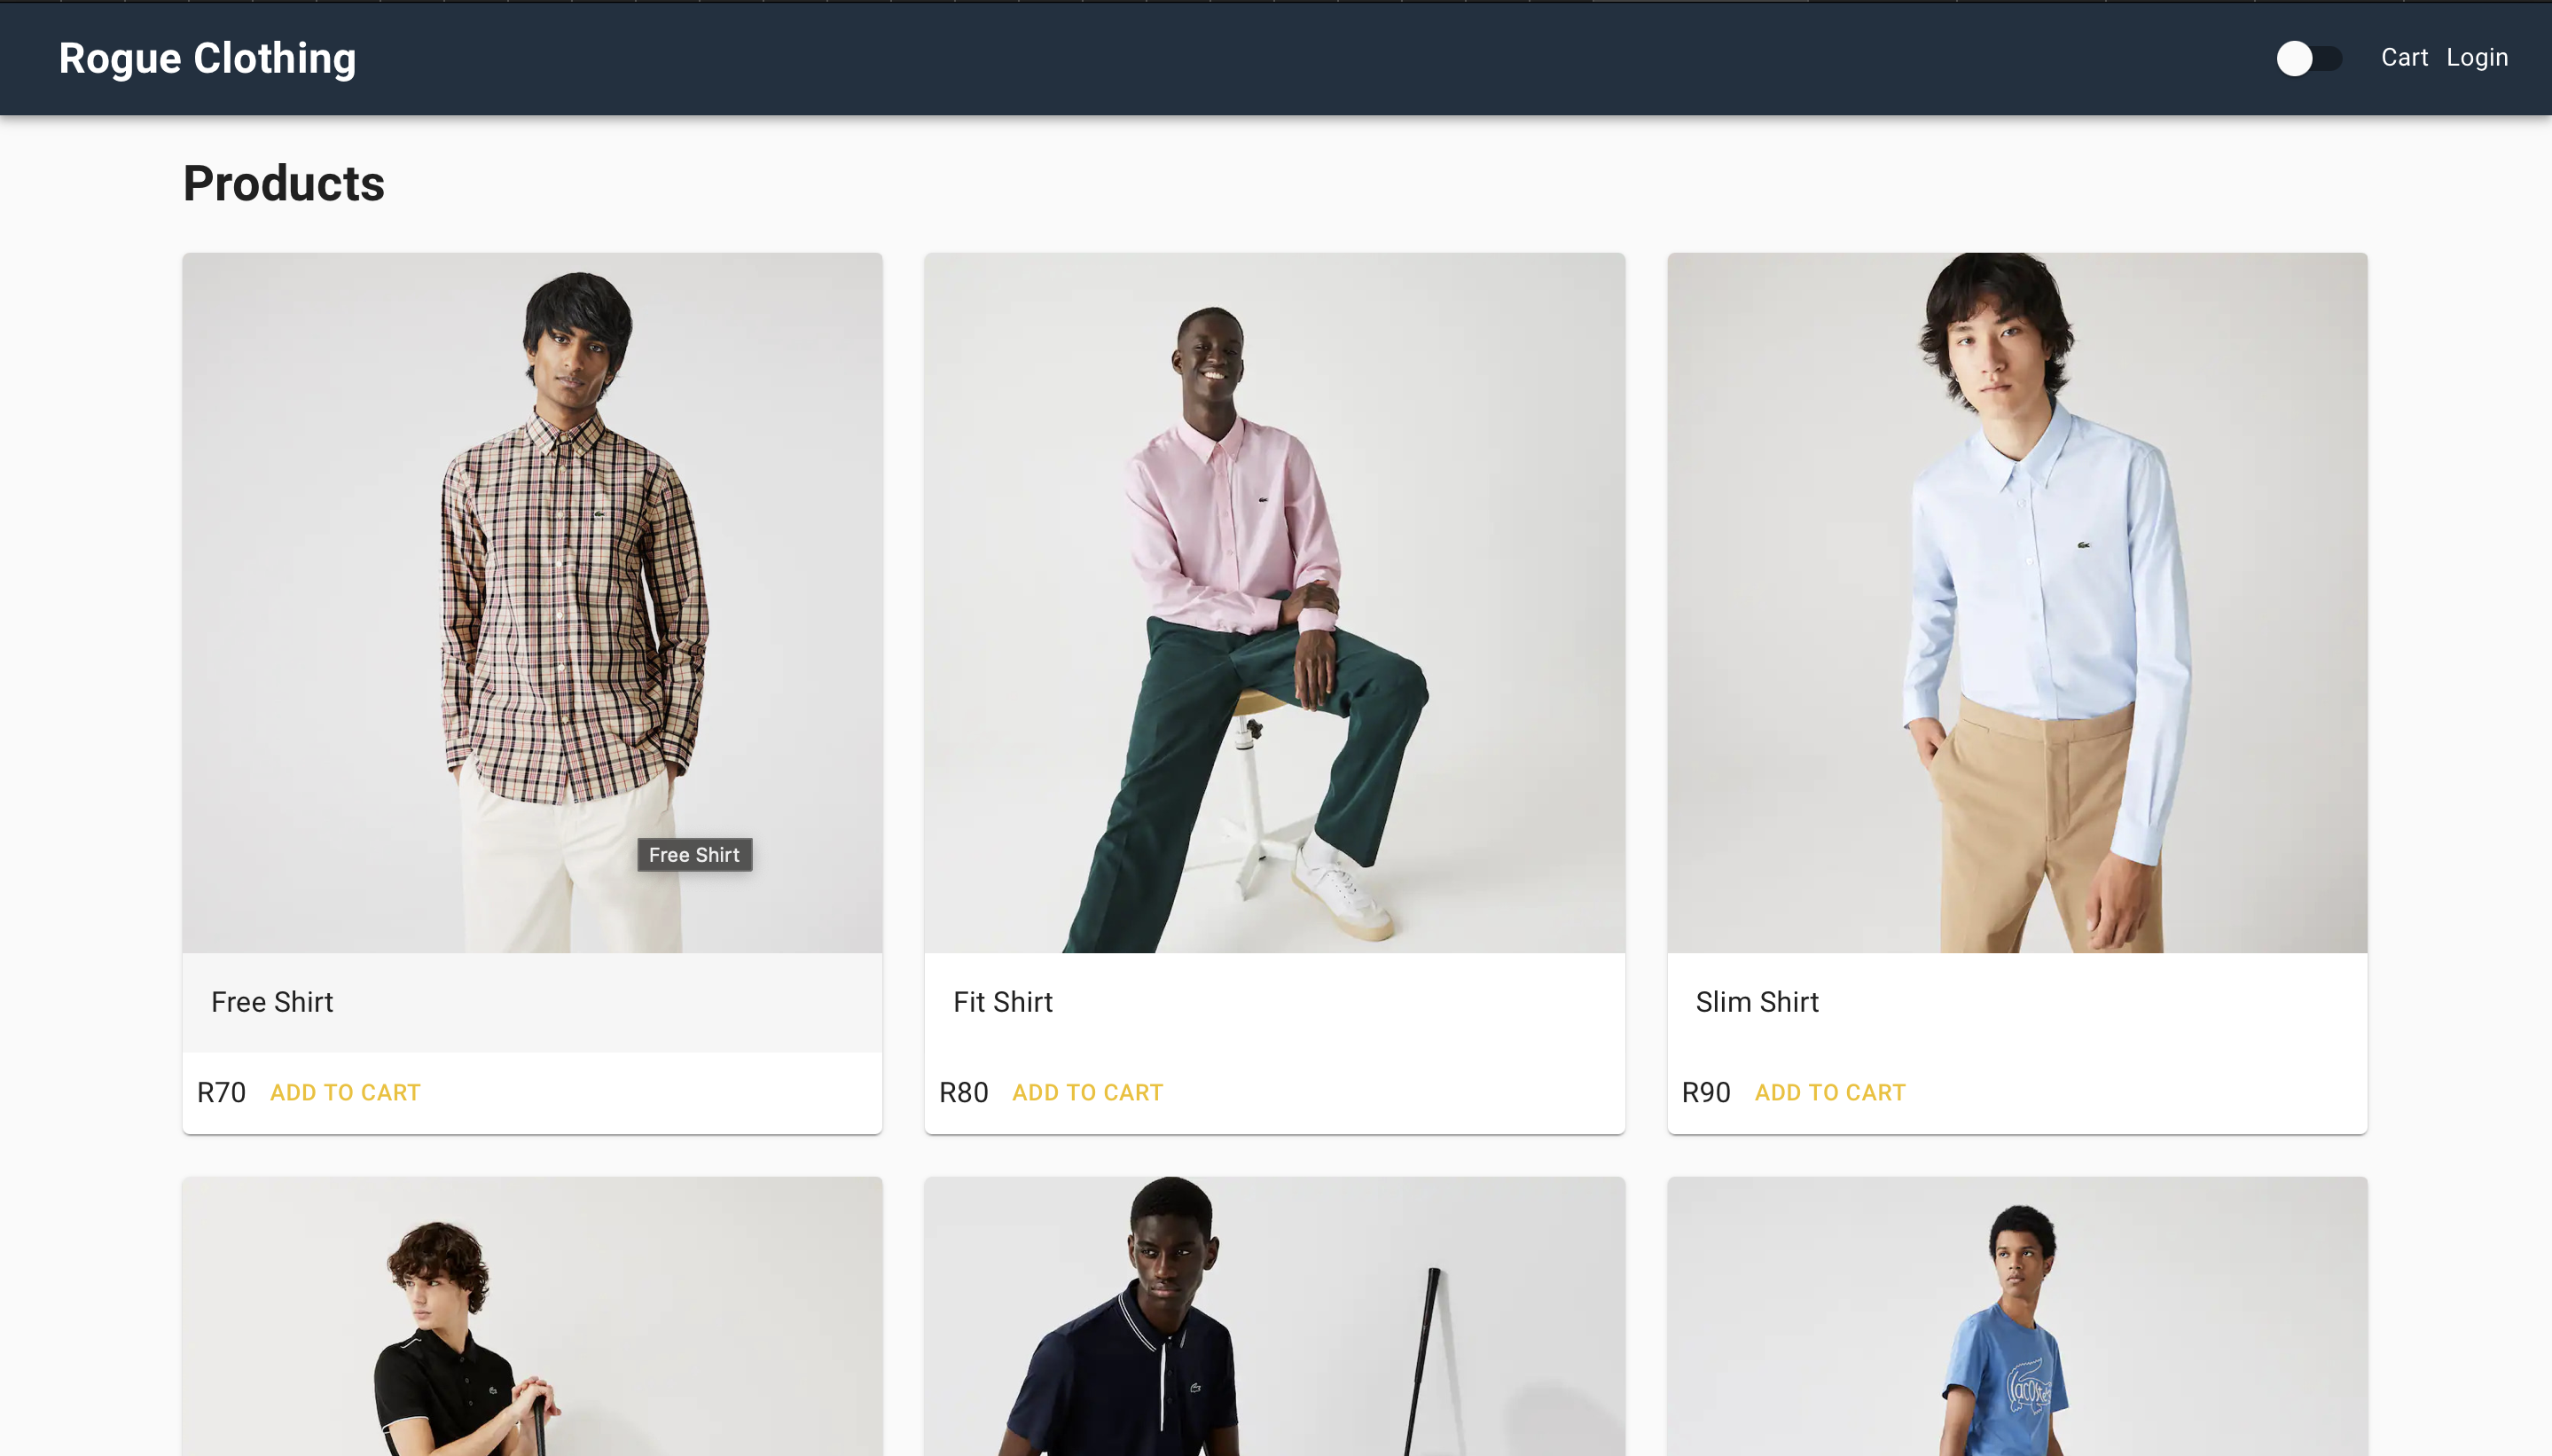 Rogue Clothing
Cart Login
Products
Free Shirt
Free Shirt
Fit Shirt
Slim Shirt
R70 ADD TO CART
R80 ADD TO CART
R90 ADD TO CART
lacoste